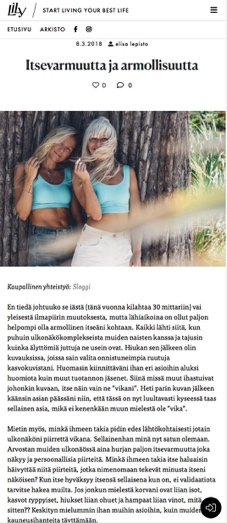 Lily
START LIVING YOUR BEST LIFE
ETUSIVU ARKISTO
8.3.2018 elisa lepisto
Itsevarmuutta ja armollisuutta
0 0
Kaupallinen yhteistyö: Sloggi
En tiedä johtuuko se iästä (tänä vuonna kilahtaa 30 mittariin) vai
yleisestä ilmapiirin muutoksesta, mutta lähiaikoina on ollut paljon
helpompi olla armollinen itseäni kohtaan. Kaikki lähti siitä, kun
puhuin ulkonäkökomplekseista muiden naisten kanssa ja tajusin
kuinka älyttömiä juttuja ne usein ovat. Hiukan sen jälkeen olin
kuvauksissa, joissa sain valita onnistuneimpia ruutuja
kasvokuvistani. Huomasin kiinnittäväni ihan eri asioihin aluksi
huomiota kuin muut tuotannon jäsenet. Siinä missä muut ihastuivat
johonkin kuvaan, itse näin vain ne "vikani". Heti parin kuvan jälkeen
käänsin asian päässäni niin, että tässä on nyt luultavasti kyseessä taas
sellainen asia, mikä ei kenenkään muun mielestä ole "vika".
Mietin myös, minkä ihmeen takia pidin edes lähtökohtaisesti jotain
ulkonäköni piirrettä vikana. Sellainenhan minä nyt satun olemaan.
Arvostan muiden ulkonäössä aina hurjan paljon itsevarmuutta joka
näkyy ja persoonallisia piirteitä. Minkä ihmeen takia itse haluaisin
häivyttää niitä piirteitä, jotka nimenomaan tekevät minusta itseni
näköisen? Kun itse hyväksyy itsensä sellaisena kun on, ei validaatiota
tarvitse hakea muilta. Jos jonkun mielestä korvani ovat liian isot,
kasvot ryppyiset, hiukset liian ohuet ja hampaat liian vinot, mitä
sitten?? Keskityn mieluummin ihan muihin asioihin, kuin muiden
kauneusihanteita täyttämään.